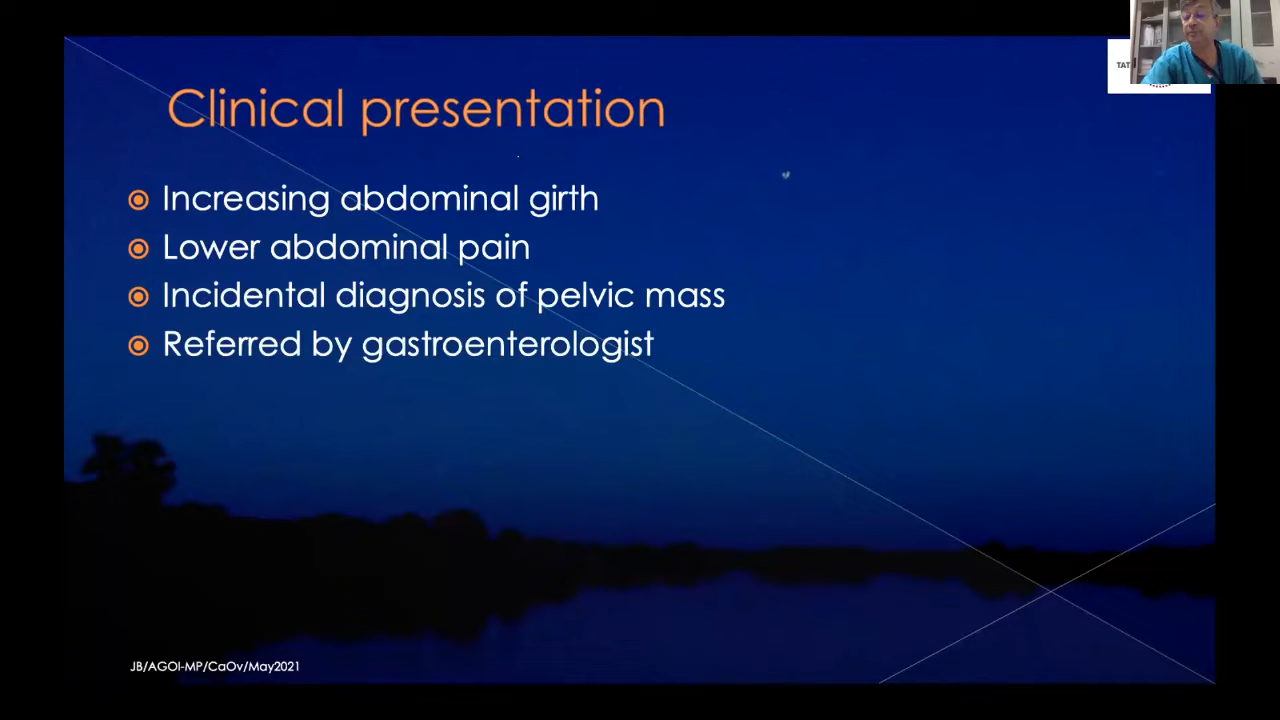 TAT
Clinical presentation
Increasing abdominal girth
Lower abdominal pain
Incidental diagnosis of pelvic mass
Referred by gastroenterologist
JB/AGOI-MP/CaOv/May2021